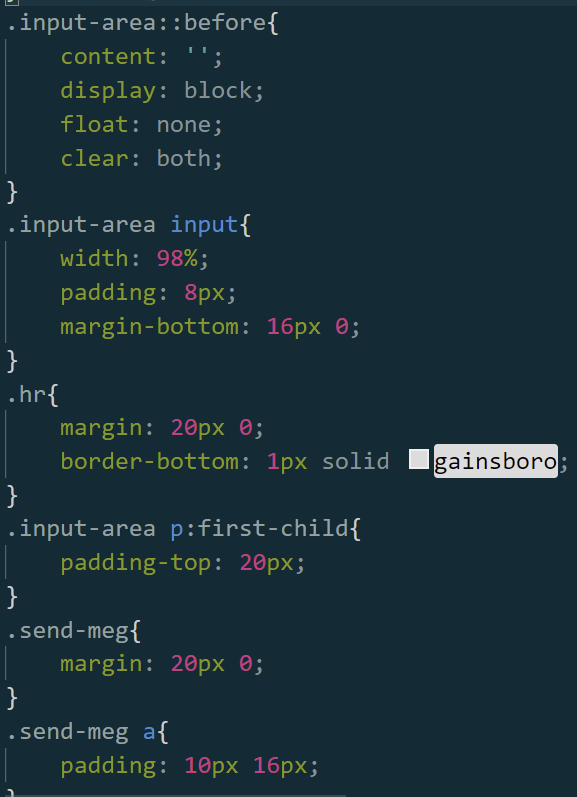 .input-area::before{
content: '';
display: block;
float: none;
clear: both;
}
.input-area input{
width: 98%;
padding: 8px;
margin-bottom: 16px 0;
}
.hr{
margin: 20px 0;
border-bottom: 1px solid gainsboro;
}
.input-area p:first-child{
padding-top: 20px;
}
.send-meg{
margin: 20px 0;
}
.send-meg a{
padding: 10px 16px;
}